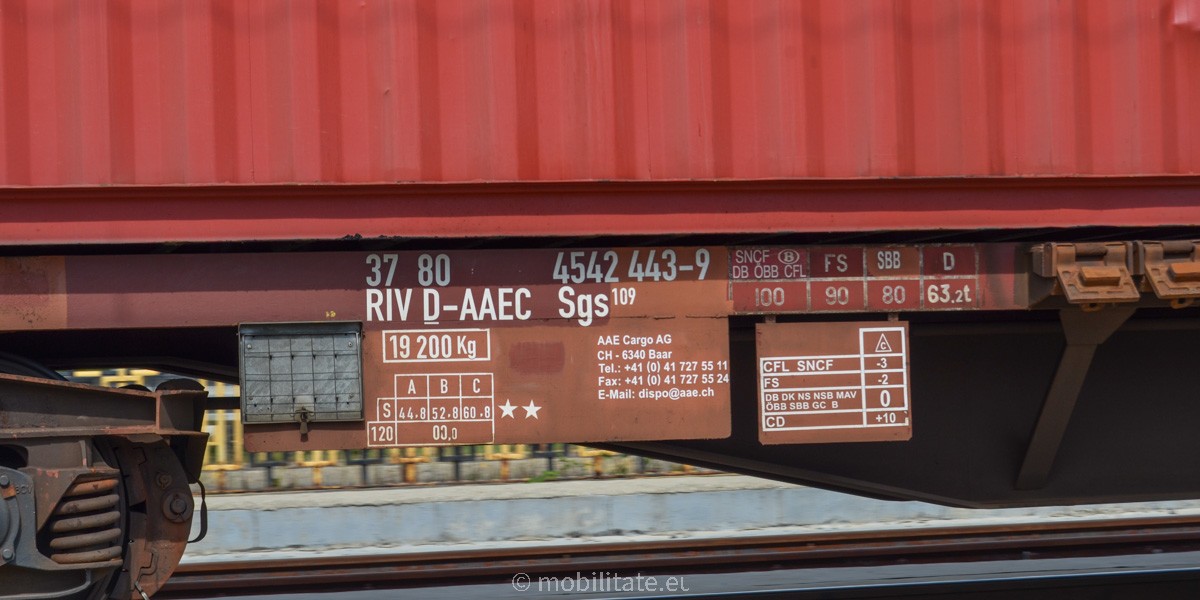 37 80 4542 443-9
RIV D-AAEC Sgs109
19 200 Kg
A B C
S 44.8 52.8 60.8
120 00,0
AAE Cargo AG
CH - 6340 Baar
Tel.: +41 (0) 41 727 55 11
Fax: +41 (0) 41 727 55 24
E-Mail: dispo@aae.ch
SNCF B FS SBB D
DB ÖBB CFL
100 90 80 63.2t
C
CFL SNCF -3
FS -2
DB DK NS NSB MAV 0
ÖBB SBB GC B
CD +10
© mobilitate.eu